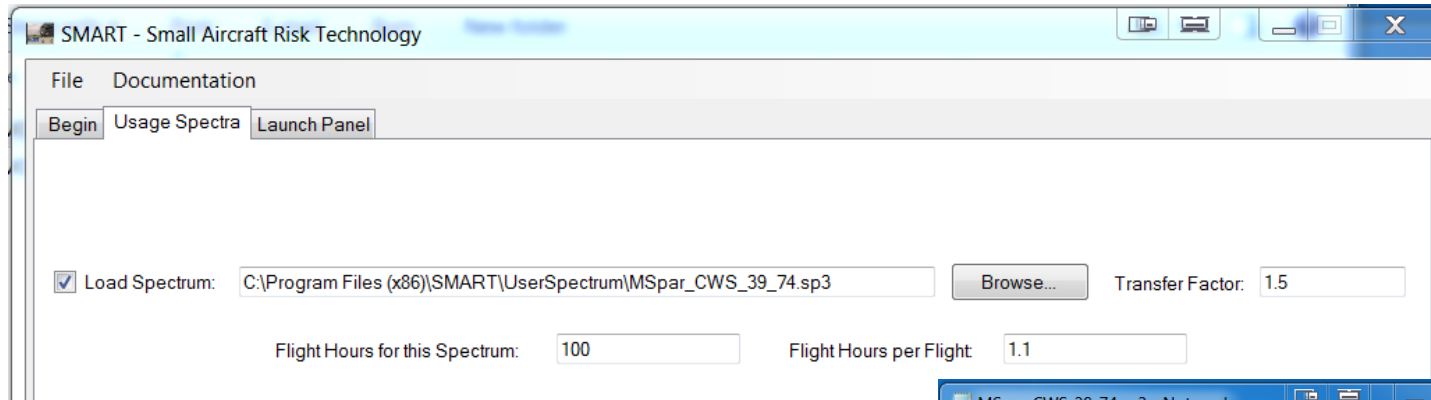 SMART - Small Aircraft Risk Technology
File Documentation
Begin Usage Spectra Launch Panel
Load Spectrum: C:\Program Files (x86)\SMART\UserSpectrum\MSpar_CWS_39_74.sp3 Browse... Transfer Factor: 1.5
Flight Hours for this Spectrum: 100 Flight Hours per Flight: 1.1